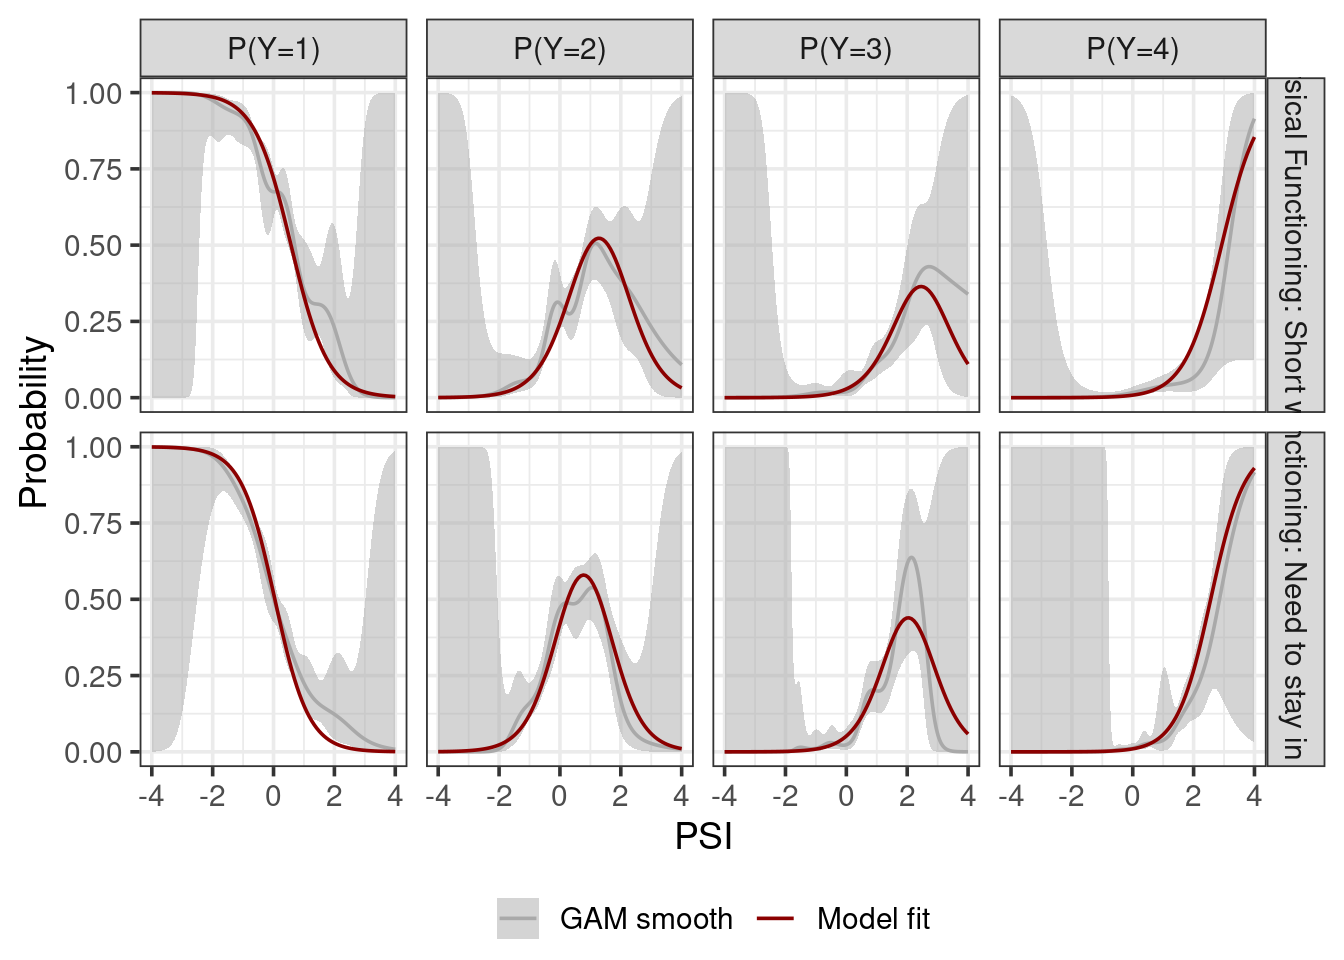 P(Y=1) P(Y=2) P(Y=3) P(Y=4)
1.00
0.75
0.50
0.25
0.00
sical Functioning: Short
1.00
0.75
0.50
0.25
0.00
nctioning: Need to stay in
Probability
-4 -2 0 2 4 -4 -2 0 2 4 -4 -2 0 2 4 -4 -2 0 2 4
PSI
GAM smooth Model fit